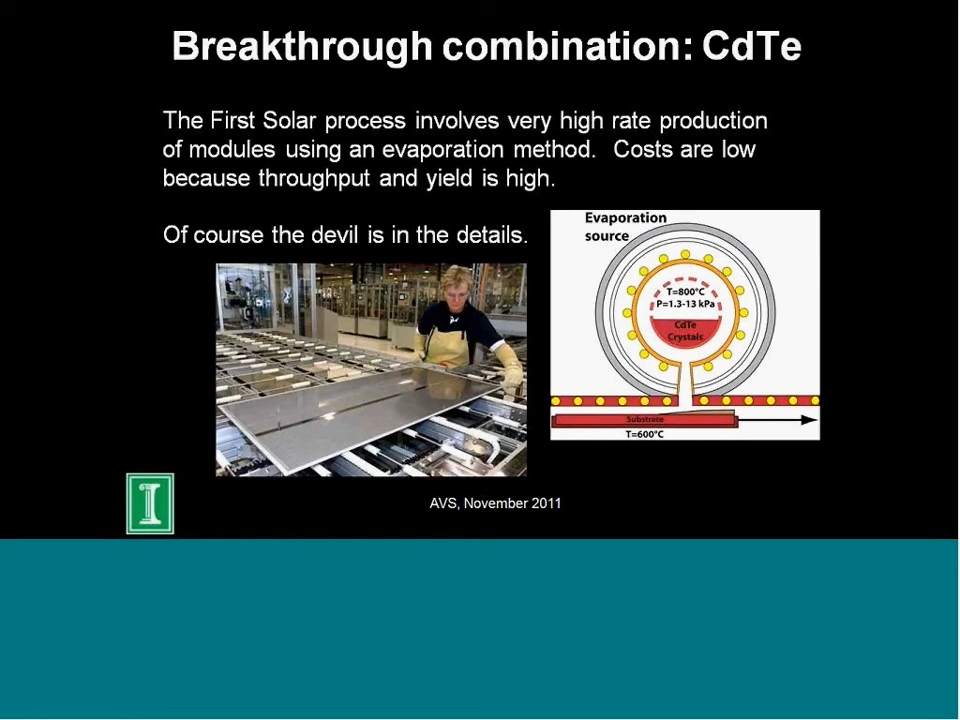 Breakthrough combination: CdTe
The First Solar process involves very high rate production
of modules using an evaporation method. Costs are low
because throughput and yield is high.
Of course the devil is in the details.
Evaporation
source
T=800°C
P=1.3-13 kPa
CdTe
Crystals
Substrate
T=600°C
I
AVS, November 2011